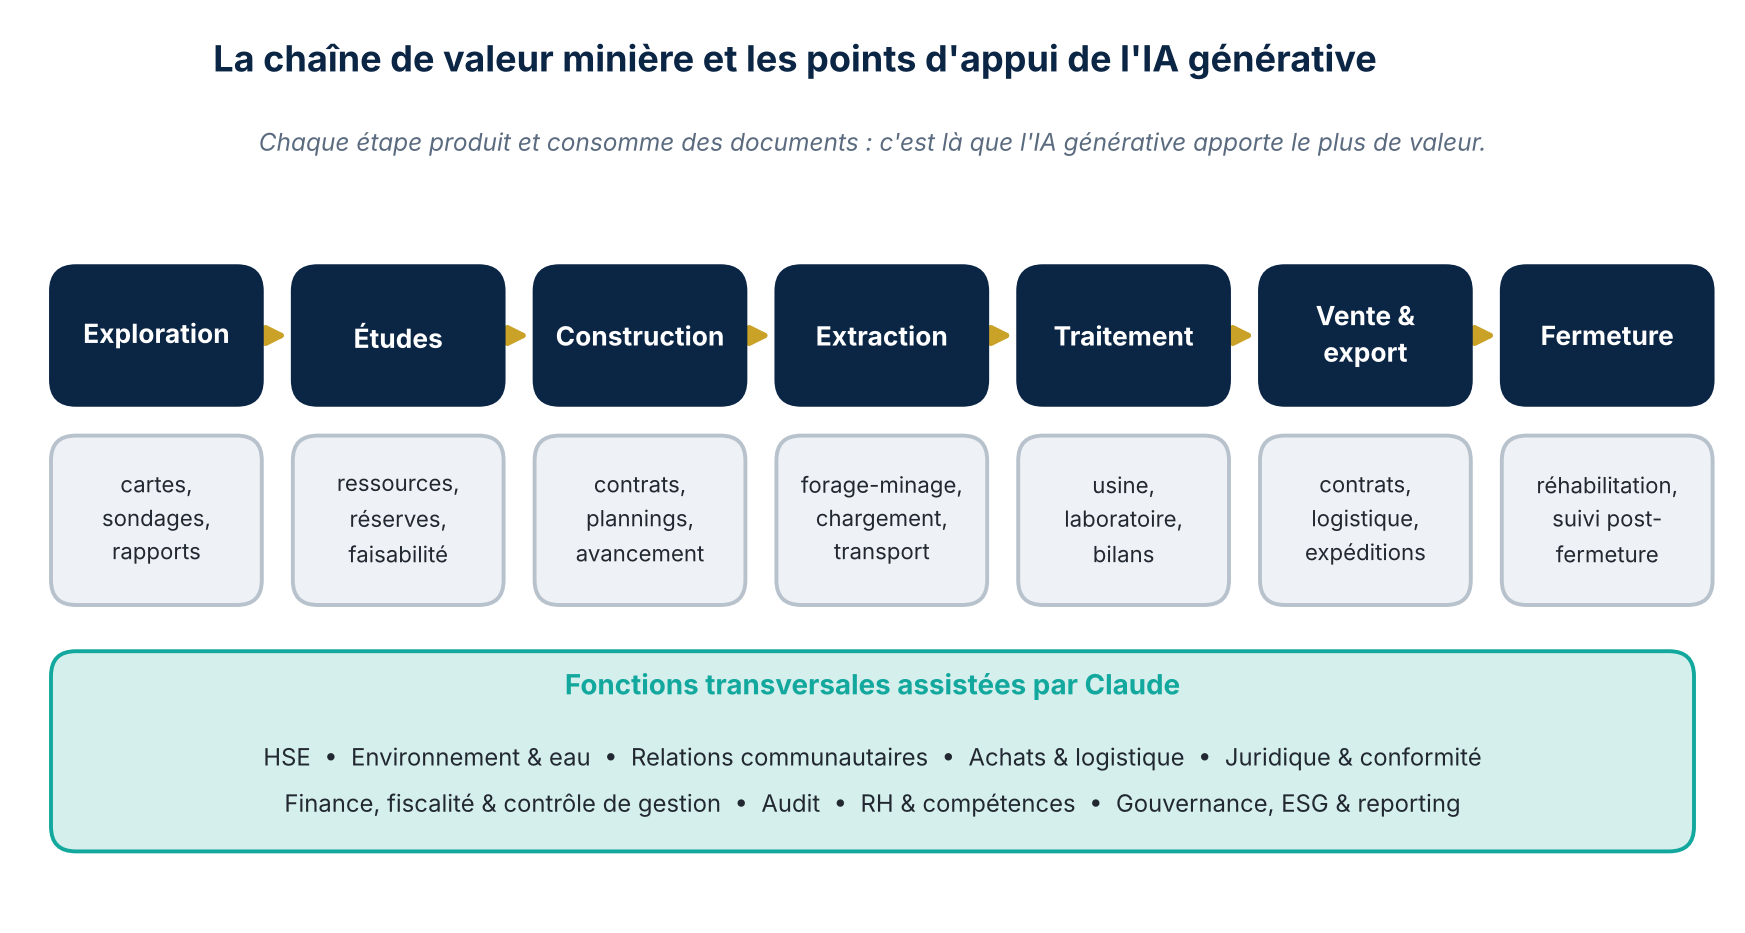 La chaîne de valeur minière et les points d'appui de l'IA générative
Chaque étape produit et consomme des documents : c'est là que l'IA générative apporte le plus de valeur.
Exploration
Études
Construction
Extraction
Traitement
Vente &
export
Fermeture
cartes,
sondages,
rapports
ressources,
réserves,
faisabilité
contrats,
plannings,
avancement
forage-minage,
chargement,
transport
usine,
laboratoire,
bilans
contrats,
logistique,
expéditions
réhabilitation,
suivi post-
fermeture
Fonctions transversales assistées par Claude
HSE • Environnement & eau • Relations communautaires • Achats & logistique • Juridique & conformité
Finance, fiscalité & contrôle de gestion • Audit • RH & compétences • Gouvernance, ESG & reporting